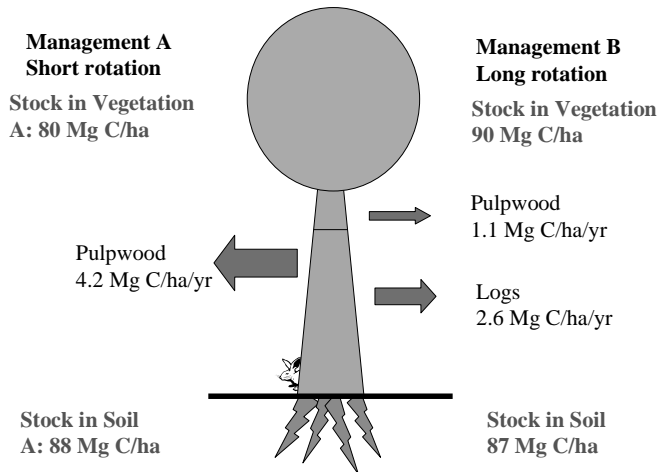 Management A
Short rotation
Stock in Vegetation
A: 80 Mg C/ha
Management B
Long rotation
Stock in Vegetation
90 Mg C/ha
Pulpwood
1.1 Mg C/ha/yr
Pulpwood
4.2 Mg C/ha/yr
Logs
2.6 Mg C/ha/yr
Stock in Soil
A: 88 Mg C/ha
Stock in Soil
87 Mg C/ha